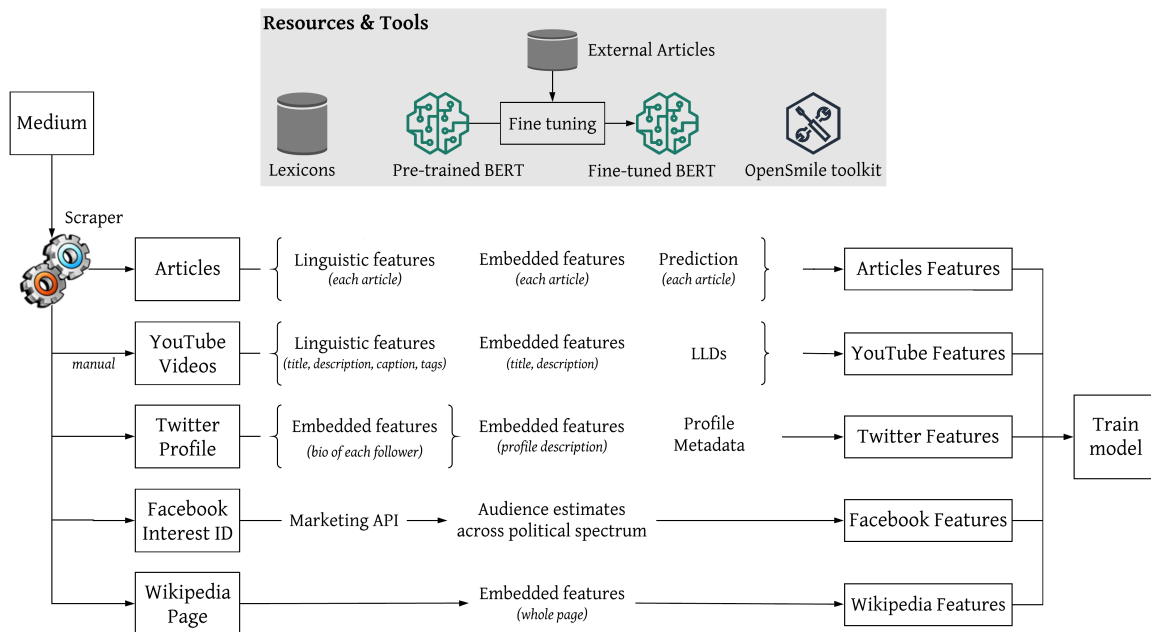 Resources & Tools
External Articles
Medium
Fine tuning
Lexicons
Pre-trained BERT
Fine-tuned BERT
OpenSmile toolkit
Scraper
Articles
Linguistic features
(each article)
Embedded features
(each article)
Prediction
(each article)
Articles Features
manual
YouTube
Videos
Linguistic features
(title, description, caption, tags)
Embedded features
(title, description)
LLDs
YouTube Features
Twitter
Profile
Embedded features
(bio of each follower)
Embedded features
(profile description)
Profile
Metadata
Twitter Features
Train
model
Facebook
Interest ID
Marketing API
Audience estimates
across political spectrum
Facebook Features
Wikipedia
Page
Embedded features
(whole page)
Wikipedia Features